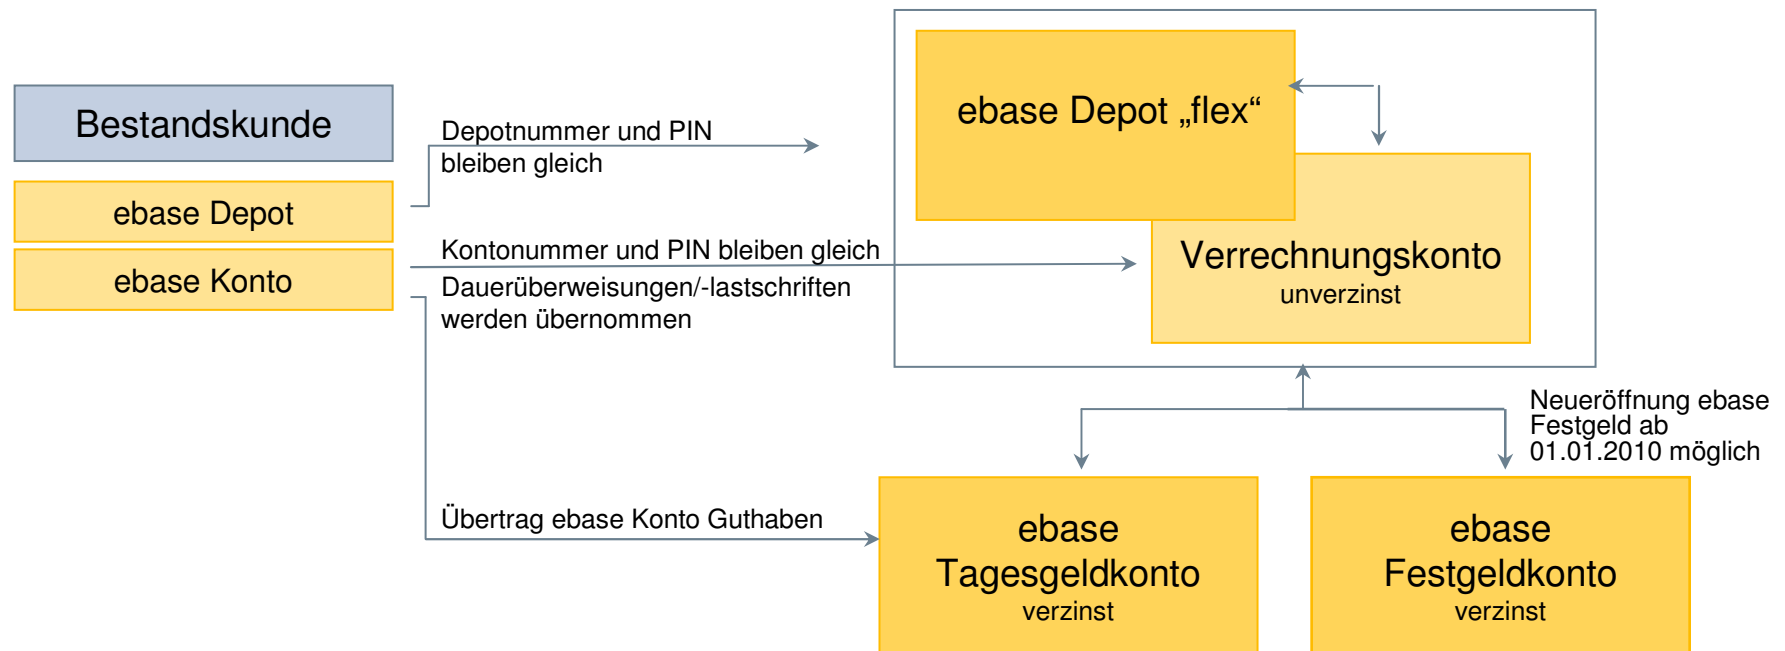 Bestandskunde
ebase Depot
ebase Konto
Depotnummer und PIN
bleiben gleich
Kontonummer und PIN bleiben gleich
Dauerüberweisungen/-lastschriften
werden übernommen
Übertrag ebase Konto Guthaben
ebase Depot „flex“
Verrechnungskonto
unverzinst
Neueröffnung ebase
Festgeld ab
01.01.2010 möglich
ebase
Tagesgeldkonto
verzinst
ebase
Festgeldkonto
verzinst